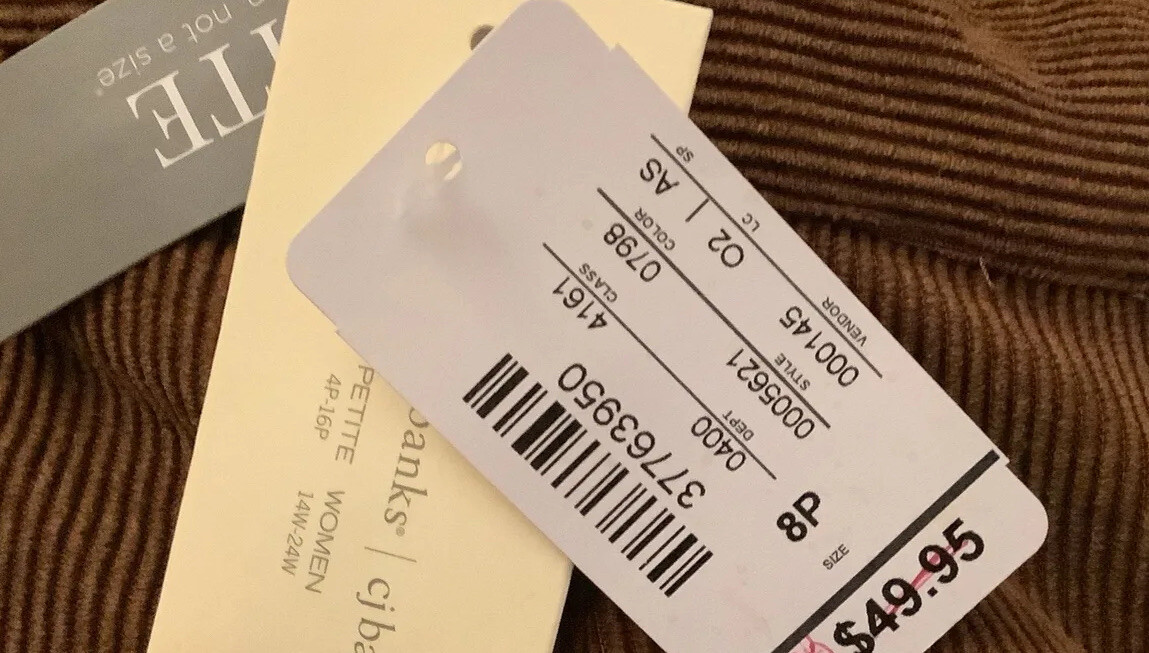 not a size®
37763950
0400 4161
DEPT CLASS
0005621 0798
STYLE COLOR
000145 02 | AS
VENDOR LC SP
SIZE
8P
$49.95
banks® | cjba
PETITE WOMEN
4P-16P 14W-24W